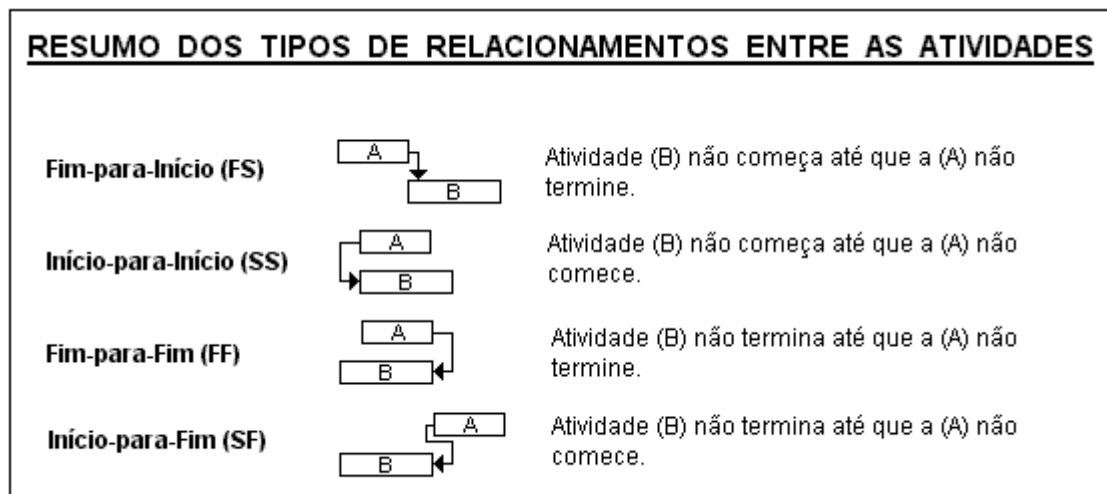 RESUMO DOS TIPOS DE RELACIONAMENTOS ENTRE AS ATIVIDADES
Fim-para-Início (FS)
A
B
Atividade (B) não começa até que a (A) não
termine.
Início-para-Início (SS)
A
B
Atividade (B) não começa até que a (A) não
comece.
Fim-para-Fim (FF)
A
B
Atividade (B) não termina até que a (A) não
termine.
Início-para-Fim (SF)
A
B
Atividade (B) não termina até que a (A) não
comece.